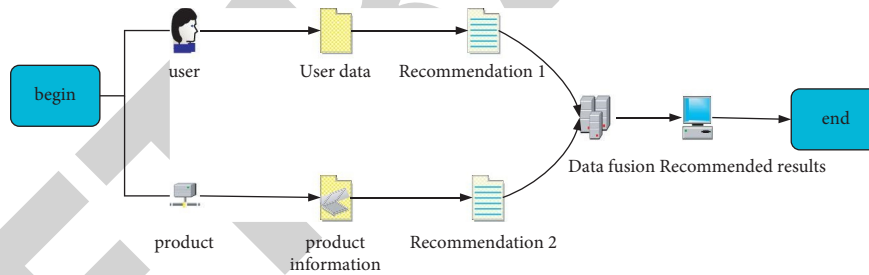 begin
user
User data
Recommendation 1
Data fusion
Recommended results
end
product
product
information
Recommendation 2